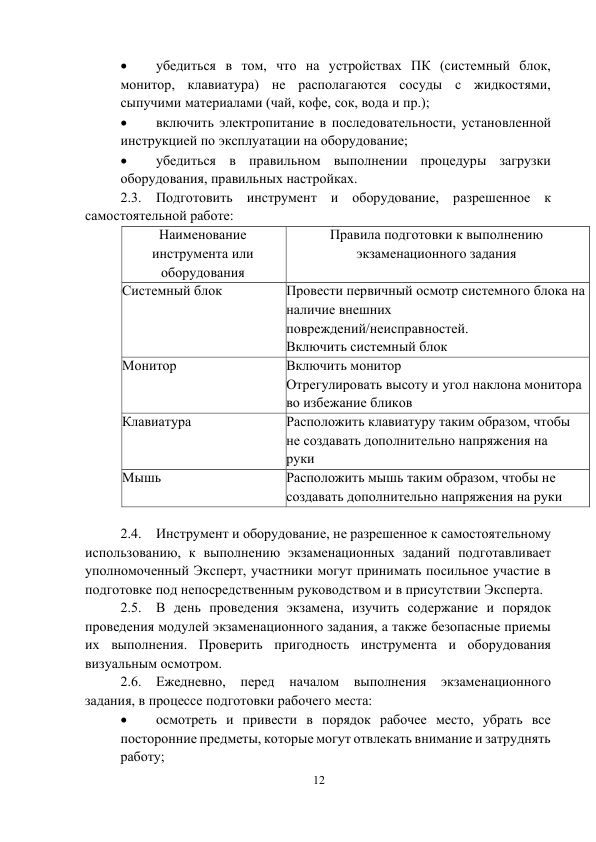 • убедиться в том, что на устройствах ПК (системный блок,
монитор, клавиатура) не располагаются сосуды с жидкостями,
сыпучими материалами (чай, кофе, сок, вода и пр.);
• включить электропитание в последовательности, установленной
инструкцией по эксплуатации на оборудование;
• убедиться в правильном выполнении процедуры загрузки
оборудования, правильных настройках.
2.3. Подготовить инструмент и оборудование, разрешенное к
самостоятельной работе:
Наименование
инструмента или
оборудования
Правила подготовки к выполнению
экзаменационного задания
Системный блок
Провести первичный осмотр системного блока на
наличие внешних
повреждений/неисправностей.
Включить системный блок
Монитор
Включить монитор
Отрегулировать высоту и угол наклона монитора
во избежание бликов
Клавиатура
Расположить клавиатуру таким образом, чтобы
не создавать дополнительно напряжения на
руки
Мышь
Расположить мышь таким образом, чтобы не
создавать дополнительно напряжения на руки
2.4. Инструмент и оборудование, не разрешенное к самостоятельному
использованию, к выполнению экзаменационных заданий подготавливает
уполномоченный Эксперт, участники могут принимать посильное участие в
подготовке под непосредственным руководством и в присутствии Эксперта.
2.5. В день проведения экзамена, изучить содержание и порядок
проведения модулей экзаменационного задания, а также безопасные приемы
их выполнения. Проверить пригодность инструмента и оборудования
визуальным осмотром.
2.6. Ежедневно, перед началом выполнения экзаменационного
задания, в процессе подготовки рабочего места:
• осмотреть и привести в порядок рабочее место, убрать все
посторонние предметы, которые могут отвлекать внимание и затруднять
работу;
12